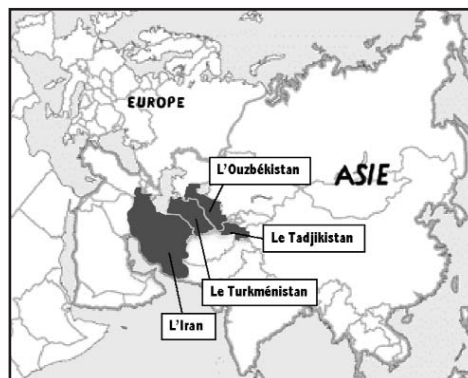 EUROPE
ASIE
L'Ouzbékistan
Le Tadjikistan
Le Turkménistan
L'Iran